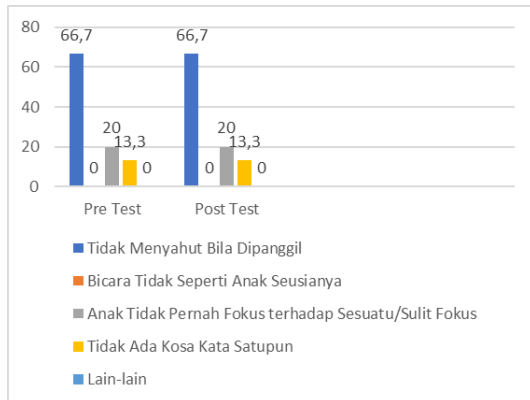 80
66,7 66,7
60
40
20 20
20
13,3 13,3
0 0 0 0
0
Pre Test Post Test
Tidak Menyahut Bila Dipanggil
Bicara Tidak Seperti Anak Seusianya
Anak Tidak Pernah Fokus terhadap Sesuatu/Sulit Fokus
Tidak Ada Kosa Kata Satupun
Lain-lain